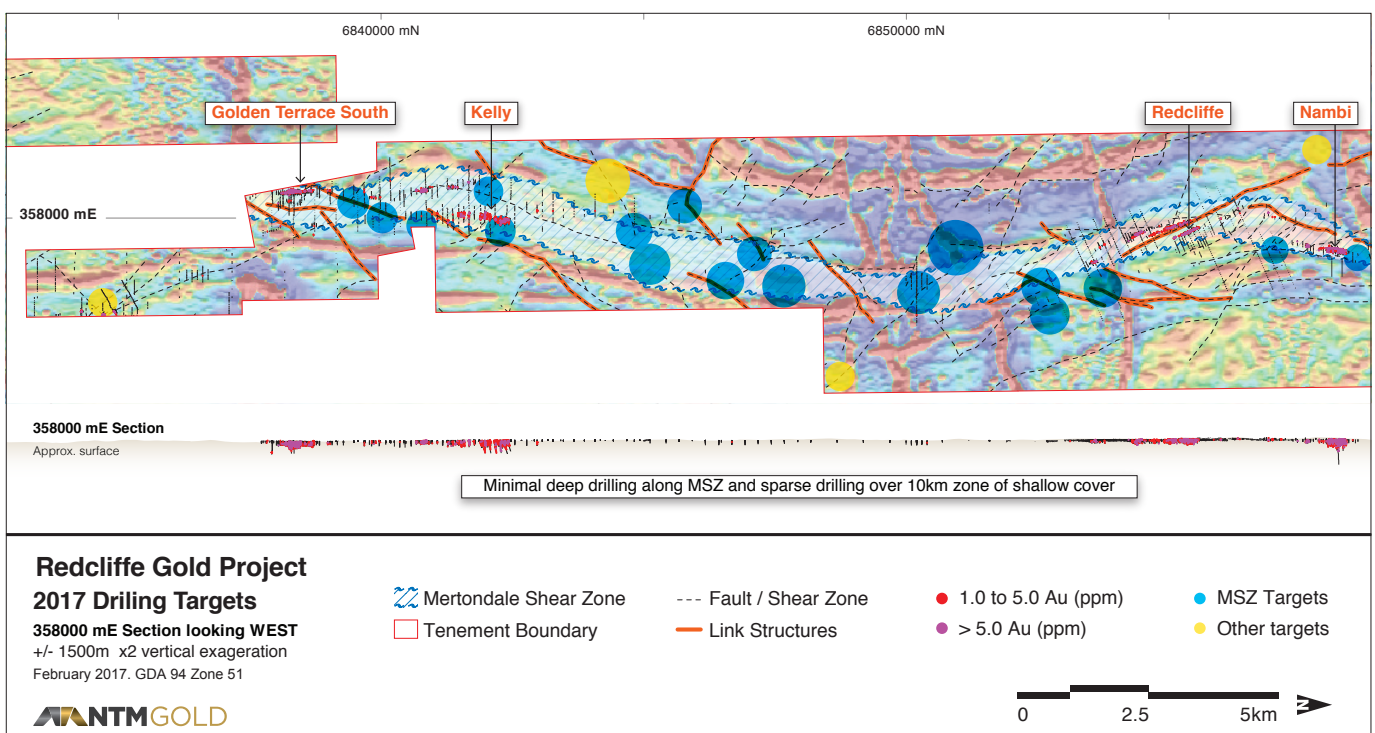 6840000 mN
6850000 mN
Golden Terrace South
Kelly
Redcliffe
Nambi
358000 mE
358000 mE Section
Approx. surface
Minimal deep drilling along MSZ and sparse drilling over 10km zone of shallow cover
Redcliffe Gold Project
2017 Driling Targets
358000 mE Section looking WEST
+/- 1500m x2 vertical exageration
February 2017. GDA 94 Zone 51
NTMGOLD
Mertondale Shear Zone
Tenement Boundary
Fault / Shear Zone
Link Structures
1.0 to 5.0 Au (ppm)
> 5.0 Au (ppm)
MSZ Targets
Other targets
0 2.5 5km
N